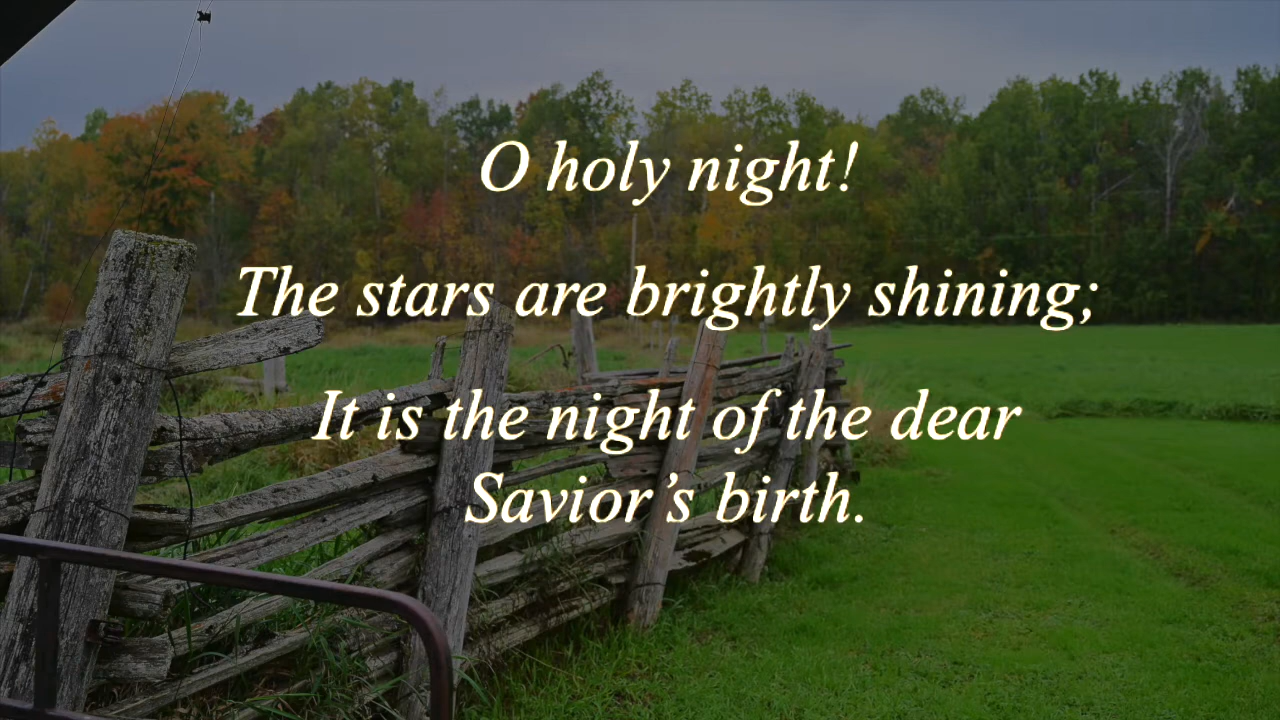 O holy night!
The stars are brightly shining;
It is the night of the dear
Savior’s birth.